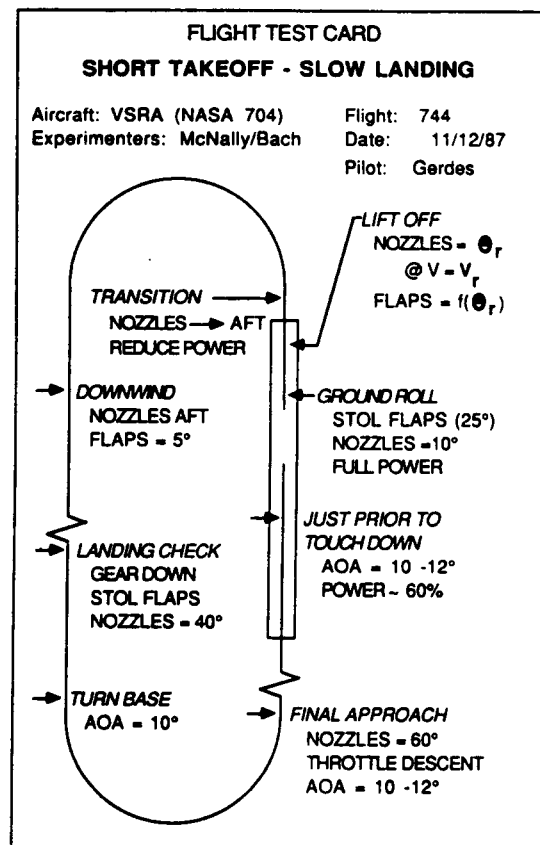 FLIGHT TEST CARD
SHORT TAKEOFF - SLOW LANDING
Aircraft: VSRA (NASA 704)
Experimenters: McNally/Bach
Flight: 744
Date: 11/12/87
Pilot: Gerdes
LIFT OFF
NOZZLES = Θr
@ V = Vr
FLAPS = f(Θr)
TRANSITION
NOZZLES → AFT
REDUCE POWER
DOWNWIND
NOZZLES AFT
FLAPS = 5°
GROUND ROLL
STOL FLAPS (25°)
NOZZLES =10°
FULL POWER
JUST PRIOR TO
TOUCH DOWN
AOA = 10 -12°
POWER ~ 60%
LANDING CHECK
GEAR DOWN
STOL FLAPS
NOZZLES = 40°
TURN BASE
AOA = 10°
FINAL APPROACH
NOZZLES = 60°
THROTTLE DESCENT
AOA = 10 -12°